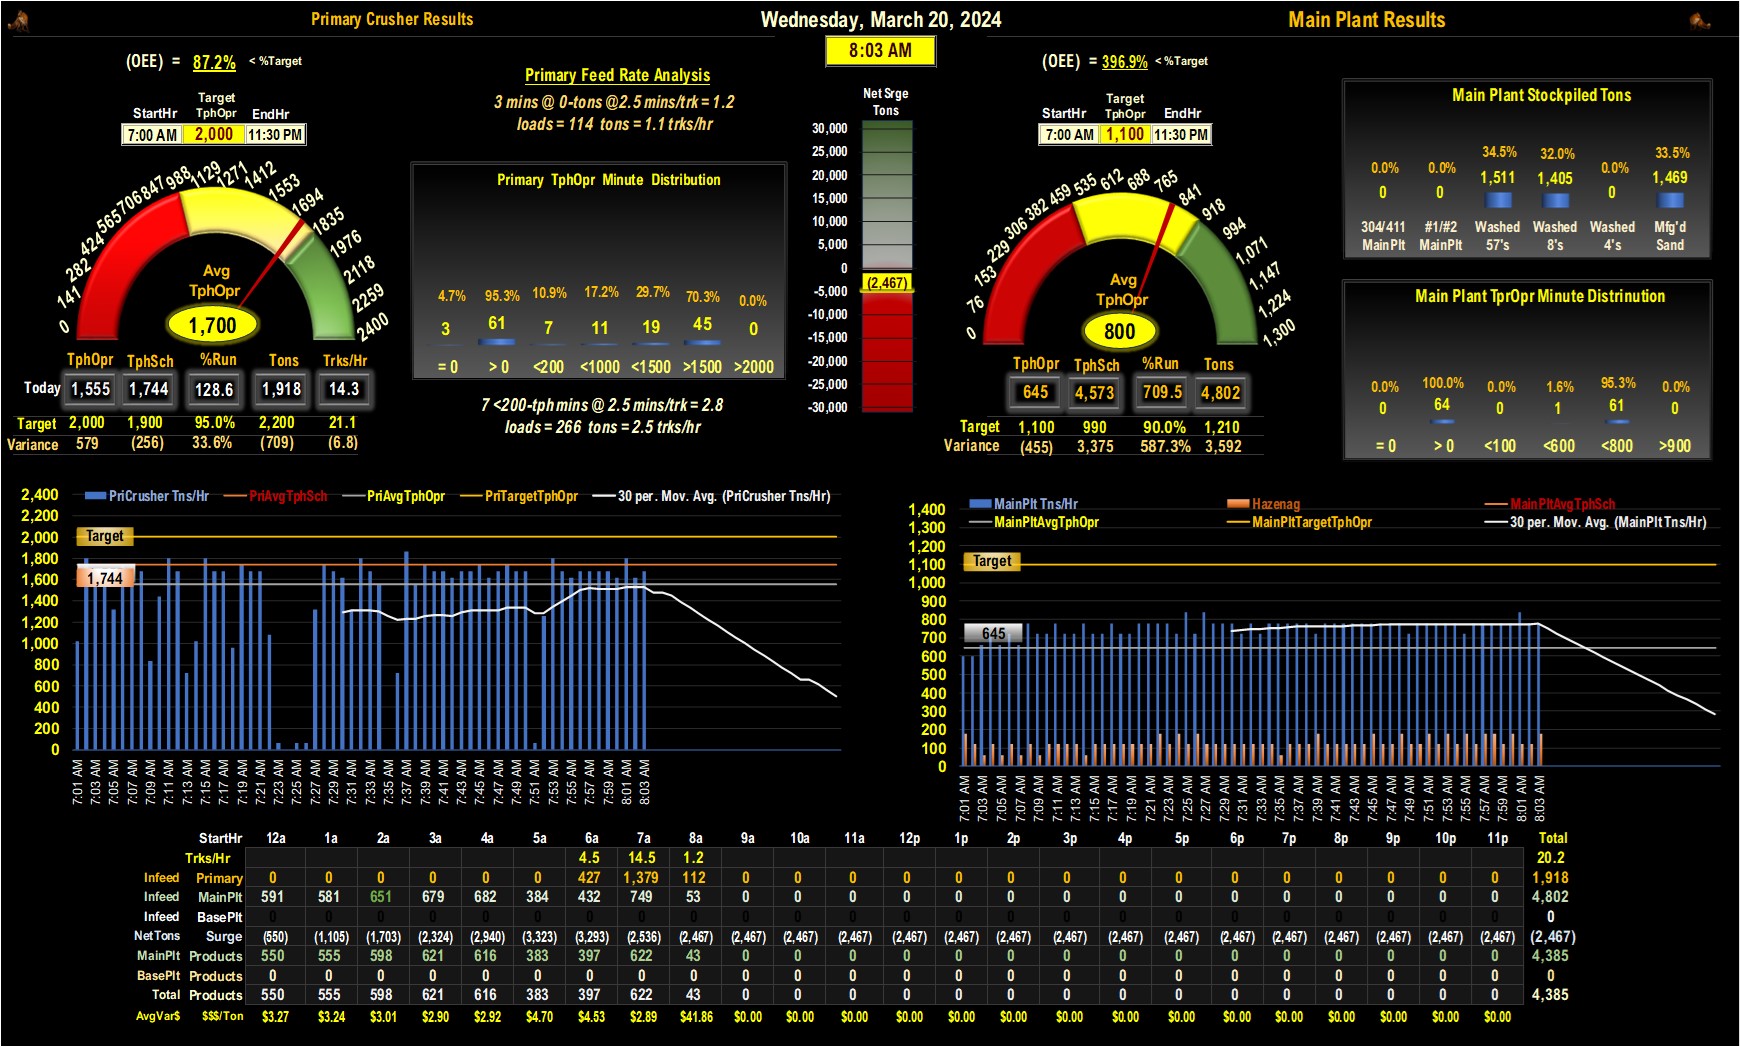 Primary Crusher Results
Wednesday, March 20, 2024
Main Plant Results
8:03 AM
(OEE) = 87.2% < %Target
Target
StartHr TphOpr EndHr
7:00 AM 2,000 11:30 PM
0 141 282 424 565 706 847 988 1129 1271 1412 1553 1694 1835 1976 2118 2259 2400
Avg
TphOpr
1,700
TphOpr TphSch %Run Tons Trks/Hr
Today 1,555 1,744 128.6 1,918 14.3
Target 2,000 1,900 95.0% 2,200 21.1
Variance 579 (256) 33.6% (709) (6.8)
Primary Feed Rate Analysis
3 mins @ 0-tons @2.5 mins/trk = 1.2
loads = 114 tons = 1.1 trks/hr
Primary TphOpr Minute Distribution
4.7% 95.3% 10.9% 17.2% 29.7% 70.3% 0.0%
3 61 7 11 19 45 0
= 0 > 0 <200 <1000 <1500 >1500 >2000
7 <200-tph mins @ 2.5 mins/trk = 2.8
loads = 266 tons = 2.5 trks/hr
Net Srge
Tons
30,000
25,000
20,000
15,000
10,000
5,000
0
(2,467)
-5,000
-10,000
-15,000
-20,000
-25,000
-30,000
(OEE) = 396.9% < %Target
Target
StartHr TphOpr EndHr
7:00 AM 1,100 11:30 PM
0 76 153 229 306 382 459 535 612 688 765 841 918 994 1,071 1,147 1,224 1,300
Avg
TphOpr
800
TphOpr TphSch %Run Tons
645 4,573 709.5 4,802
Target 1,100 990 90.0% 1,210
Variance (455) 3,375 587.3% 3,592
Main Plant Stockpiled Tons
0.0% 0.0% 34.5% 32.0% 0.0% 33.5%
0 0 1,511 1,405 0 1,469
304/411 #1/#2 Washed Washed Washed Mfg'd
MainPlt MainPlt 57's 8's 4's Sand
Main Plant TprOpr Minute Distrinution
0.0% 100.0% 0.0% 1.6% 95.3% 0.0%
0 64 0 1 61 0
= 0 > 0 <100 <600 <800 >900
PriCrusher Tns/Hr PriAvgTphSch PriAvgTphOpr PriTargetTphOpr 30 per. Mov. Avg. (PriCrusher Tns/Hr)
2,400
2,200
2,000
1,800
1,600
1,400
1,200
1,000
800
600
400
200
0
Target
1,744
7:01 AM 7:03 AM 7:05 AM 7:07 AM 7:09 AM 7:11 AM 7:13 AM 7:15 AM 7:17 AM 7:19 AM 7:21 AM 7:23 AM 7:25 AM 7:27 AM 7:29 AM 7:31 AM 7:33 AM 7:35 AM 7:37 AM 7:39 AM 7:41 AM 7:43 AM 7:45 AM 7:47 AM 7:49 AM 7:51 AM 7:53 AM 7:55 AM 7:57 AM 7:59 AM 8:01 AM 8:03 AM
MainPlt Tns/Hr Hazenag MainPltAvgTphSch
MainPltAvgTphOpr MainPltTargetTphOpr 30 per. Mov. Avg. (MainPlt Tns/Hr)
1,400
1,300
1,200
1,100
1,000
900
800
700
600
500
400
300
200
100
0
Target
645
7:01 AM 7:03 AM 7:05 AM 7:07 AM 7:09 AM 7:11 AM 7:13 AM 7:15 AM 7:17 AM 7:19 AM 7:21 AM 7:23 AM 7:25 AM 7:27 AM 7:29 AM 7:31 AM 7:33 AM 7:35 AM 7:37 AM 7:39 AM 7:41 AM 7:43 AM 7:45 AM 7:47 AM 7:49 AM 7:51 AM 7:53 AM 7:55 AM 7:57 AM 7:59 AM 8:01 AM 8:03 AM
StartHr 12a 1a 2a 3a 4a 5a 6a 7a 8a 9a 10a 11a 12p 1p 2p 3p 4p 5p 6p 7p 8p 9p 10p 11p Total
Trks/Hr 4.5 14.5 1.2 20.2
Infeed Primary 0 0 0 0 0 0 427 1,379 112 0 0 0 0 0 0 0 0 0 0 0 0 0 0 0 1,918
Infeed MainPlt 591 581 651 679 682 384 432 749 53 0 0 0 0 0 0 0 0 0 0 0 0 0 0 0 4,802
Infeed BasePlt 0 0 0 0 0 0 0 0 0 0 0 0 0 0 0 0 0 0 0 0 0 0 0 0 0
NetTons Surge (550) (1,105) (1,703) (2,324) (2,940) (3,323) (3,293) (2,536) (2,467) (2,467) (2,467) (2,467) (2,467) (2,467) (2,467) (2,467) (2,467) (2,467) (2,467) (2,467) (2,467) (2,467) (2,467) (2,467) (2,467)
MainPlt Products 550 555 598 621 616 383 397 622 43 0 0 0 0 0 0 0 0 0 0 0 0 0 0 0 4,385
BasePlt Products 0 0 0 0 0 0 0 0 0 0 0 0 0 0 0 0 0 0 0 0 0 0 0 0 0
Total Products 550 555 598 621 616 383 397 622 43 0 0 0 0 0 0 0 0 0 0 0 0 0 0 0 4,385
AvgVar$ $$$/Ton $3.27 $3.24 $3.01 $2.90 $2.92 $4.70 $4.53 $2.89 $41.86 $0.00 $0.00 $0.00 $0.00 $0.00 $0.00 $0.00 $0.00 $0.00 $0.00 $0.00 $0.00 $0.00 $0.00 $0.00